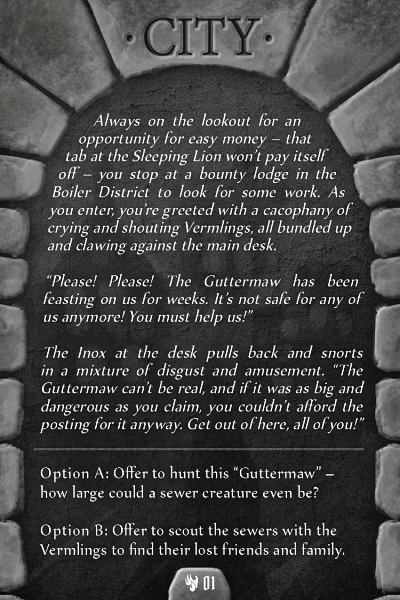 · CITY ·
Always on the lookout for an
opportunity for easy money – that
tab at the Sleeping Lion won't pay itself
off – you stop at a bounty lodge in the
Boiler District to look for some work. As
you enter, you're greeted with a cacophany of
crying and shouting Vermlings, all bundled up
and clawing against the main desk.
“Please! Please! The Guttermaw has been
feasting on us for weeks. It's not safe for any of
us anymore! You must help us!”
The Inox at the desk pulls back and snorts
in a mixture of disgust and amusement. “The
Guttermaw can't be real, and if it was as big and
dangerous as you claim, you couldn't afford the
posting for it anyway. Get out of here, all of you!”
Option A: Offer to hunt this “Guttermaw” –
how large could a sewer creature even be?
Option B: Offer to scout the sewers with the
Vermlings to find their lost friends and family.
01